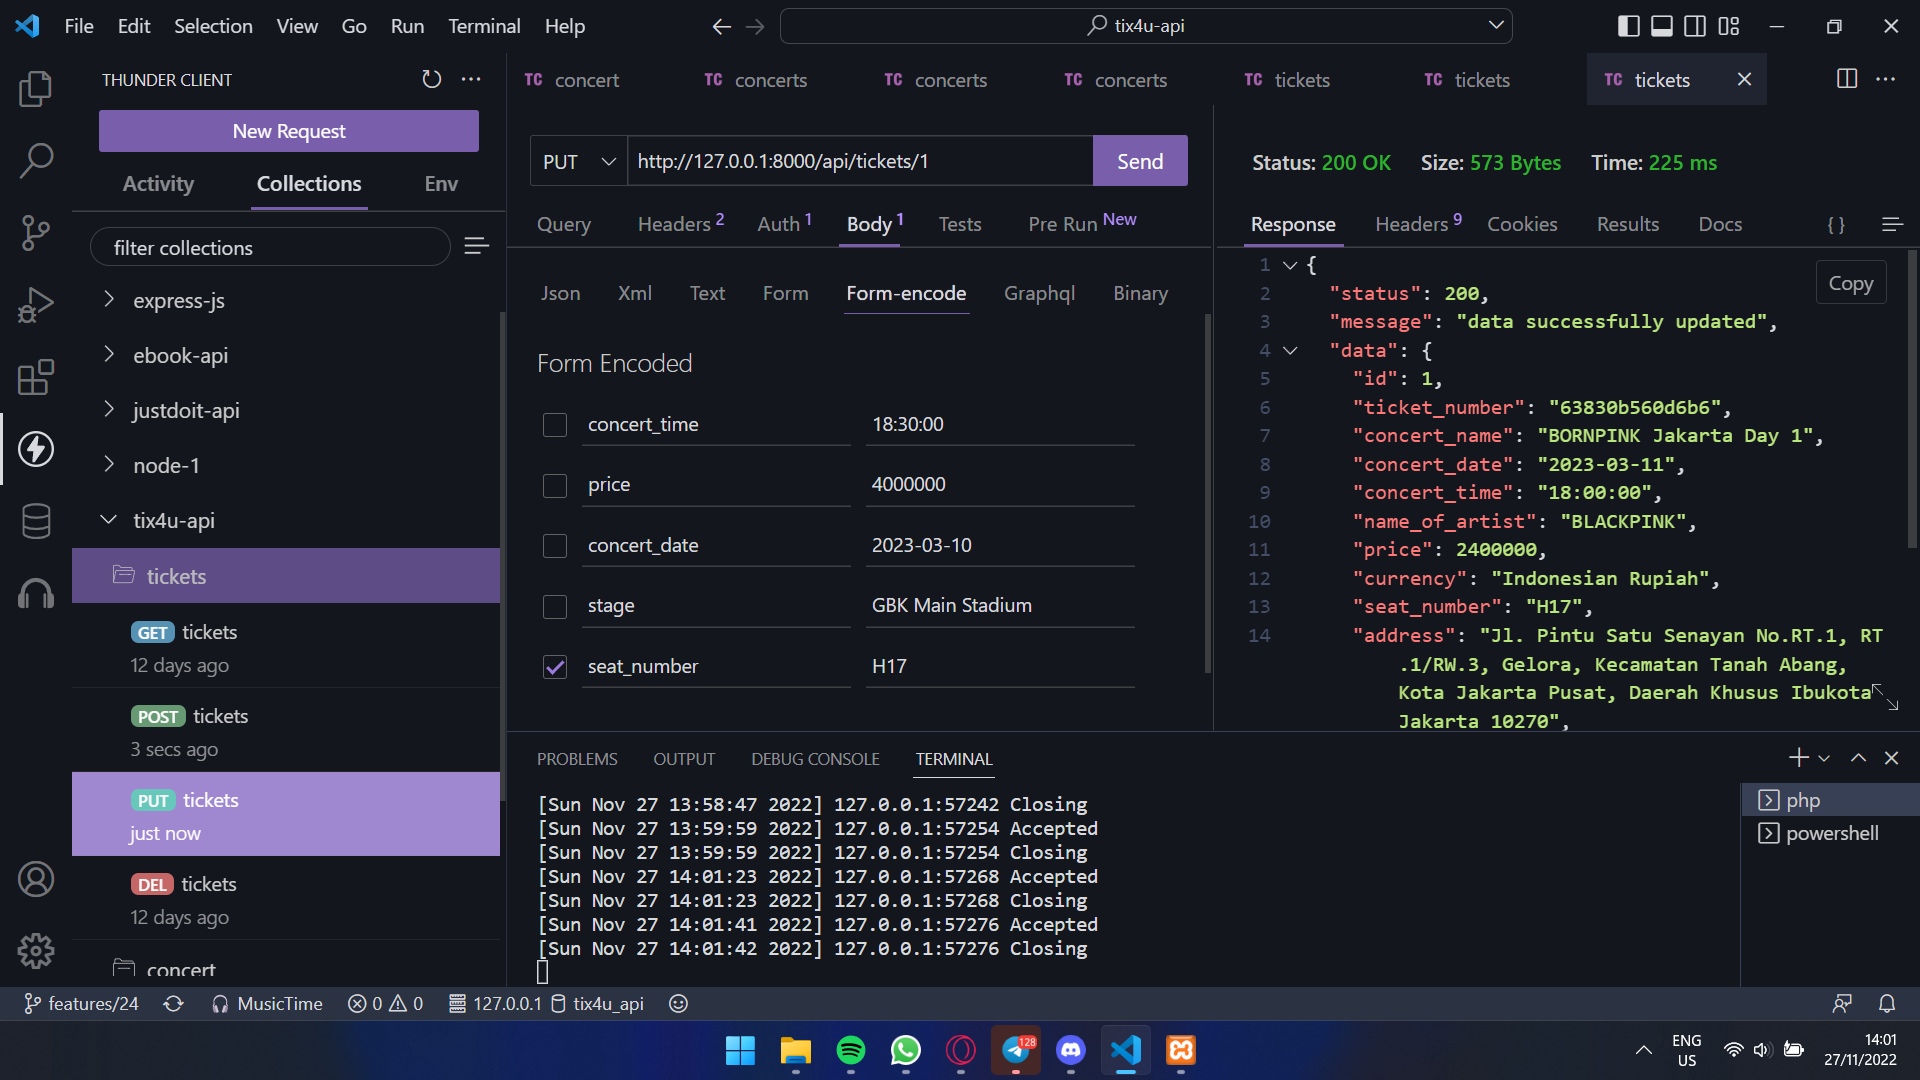 File Edit Selection View Go Run Terminal Help
tix4u-api
THUNDER CLIENT
New Request
Activity Collections Env
filter collections
express-js
ebook-api
justdoit-api
node-1
tix4u-api
tickets
GET tickets
12 days ago
POST tickets
3 secs ago
PUT tickets
just now
DEL tickets
12 days ago
concert
TC concert TC concerts TC concerts TC concerts TC tickets TC tickets TC tickets
PUT http://127.0.0.1:8000/api/tickets/1 Send
Query Headers 2 Auth 1 Body 1 Tests Pre Run New
Json Xml Text Form Form-encode Graphql Binary
Form Encoded
concert_time 18:30:00
price 4000000
concert_date 2023-03-10
stage GBK Main Stadium
seat_number H17
Status: 200 OK Size: 573 Bytes Time: 225 ms
Response Headers 9 Cookies Results Docs { }
Copy
1 {
2 "status": 200,
3 "message": "data successfully updated",
4 "data": {
5 "id": 1,
6 "ticket_number": "63830b560d6b6",
7 "concert_name": "BORNPINK Jakarta Day 1",
8 "concert_date": "2023-03-11",
9 "concert_time": "18:00:00",
10 "name_of_artist": "BLACKPINK",
11 "price": 2400000,
12 "currency": "Indonesian Rupiah",
13 "seat_number": "H17",
14 "address": "Jl. Pintu Satu Senayan No.RT.1, RT
.1/RW.3, Gelora, Kecamatan Tanah Abang,
Kota Jakarta Pusat, Daerah Khusus Ibukota
Jakarta 10270",
PROBLEMS OUTPUT DEBUG CONSOLE TERMINAL
[Sun Nov 27 13:58:47 2022] 127.0.0.1:57242 Closing
[Sun Nov 27 13:59:59 2022] 127.0.0.1:57254 Accepted
[Sun Nov 27 13:59:59 2022] 127.0.0.1:57254 Closing
[Sun Nov 27 14:01:23 2022] 127.0.0.1:57268 Accepted
[Sun Nov 27 14:01:23 2022] 127.0.0.1:57268 Closing
[Sun Nov 27 14:01:41 2022] 127.0.0.1:57276 Accepted
[Sun Nov 27 14:01:42 2022] 127.0.0.1:57276 Closing
php
powershell
features/24 MusicTime 0 0 127.0.0.1 tix4u_api
128
ENG
US
14:01
27/11/2022